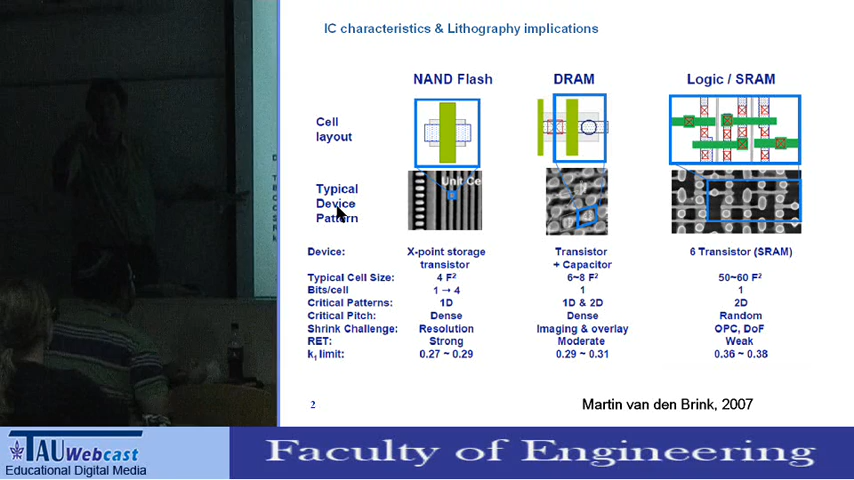 IC characteristics & Lithography implications
NAND Flash DRAM Logic / SRAM
Cell
layout
Unit Ce
Typical
Device
Pattern
Device: X-point storage transistor Transistor + Capacitor 6 Transistor (SRAM)
Typical Cell Size: 4 F² 6~8 F² 50~60 F²
Bits/cell 1 → 4 1 1
Critical Patterns: 1D 1D & 2D 2D
Critical Pitch: Dense Dense Random
Shrink Challenge: Resolution Imaging & overlay OPC, DoF
RET: Strong Moderate Weak
k₁ limit: 0.27 ~ 0.29 0.29 ~ 0.31 0.36 ~ 0.38
2 Martin van den Brink, 2007
TAU Webcast
Educational Digital Media
Faculty of Engineering